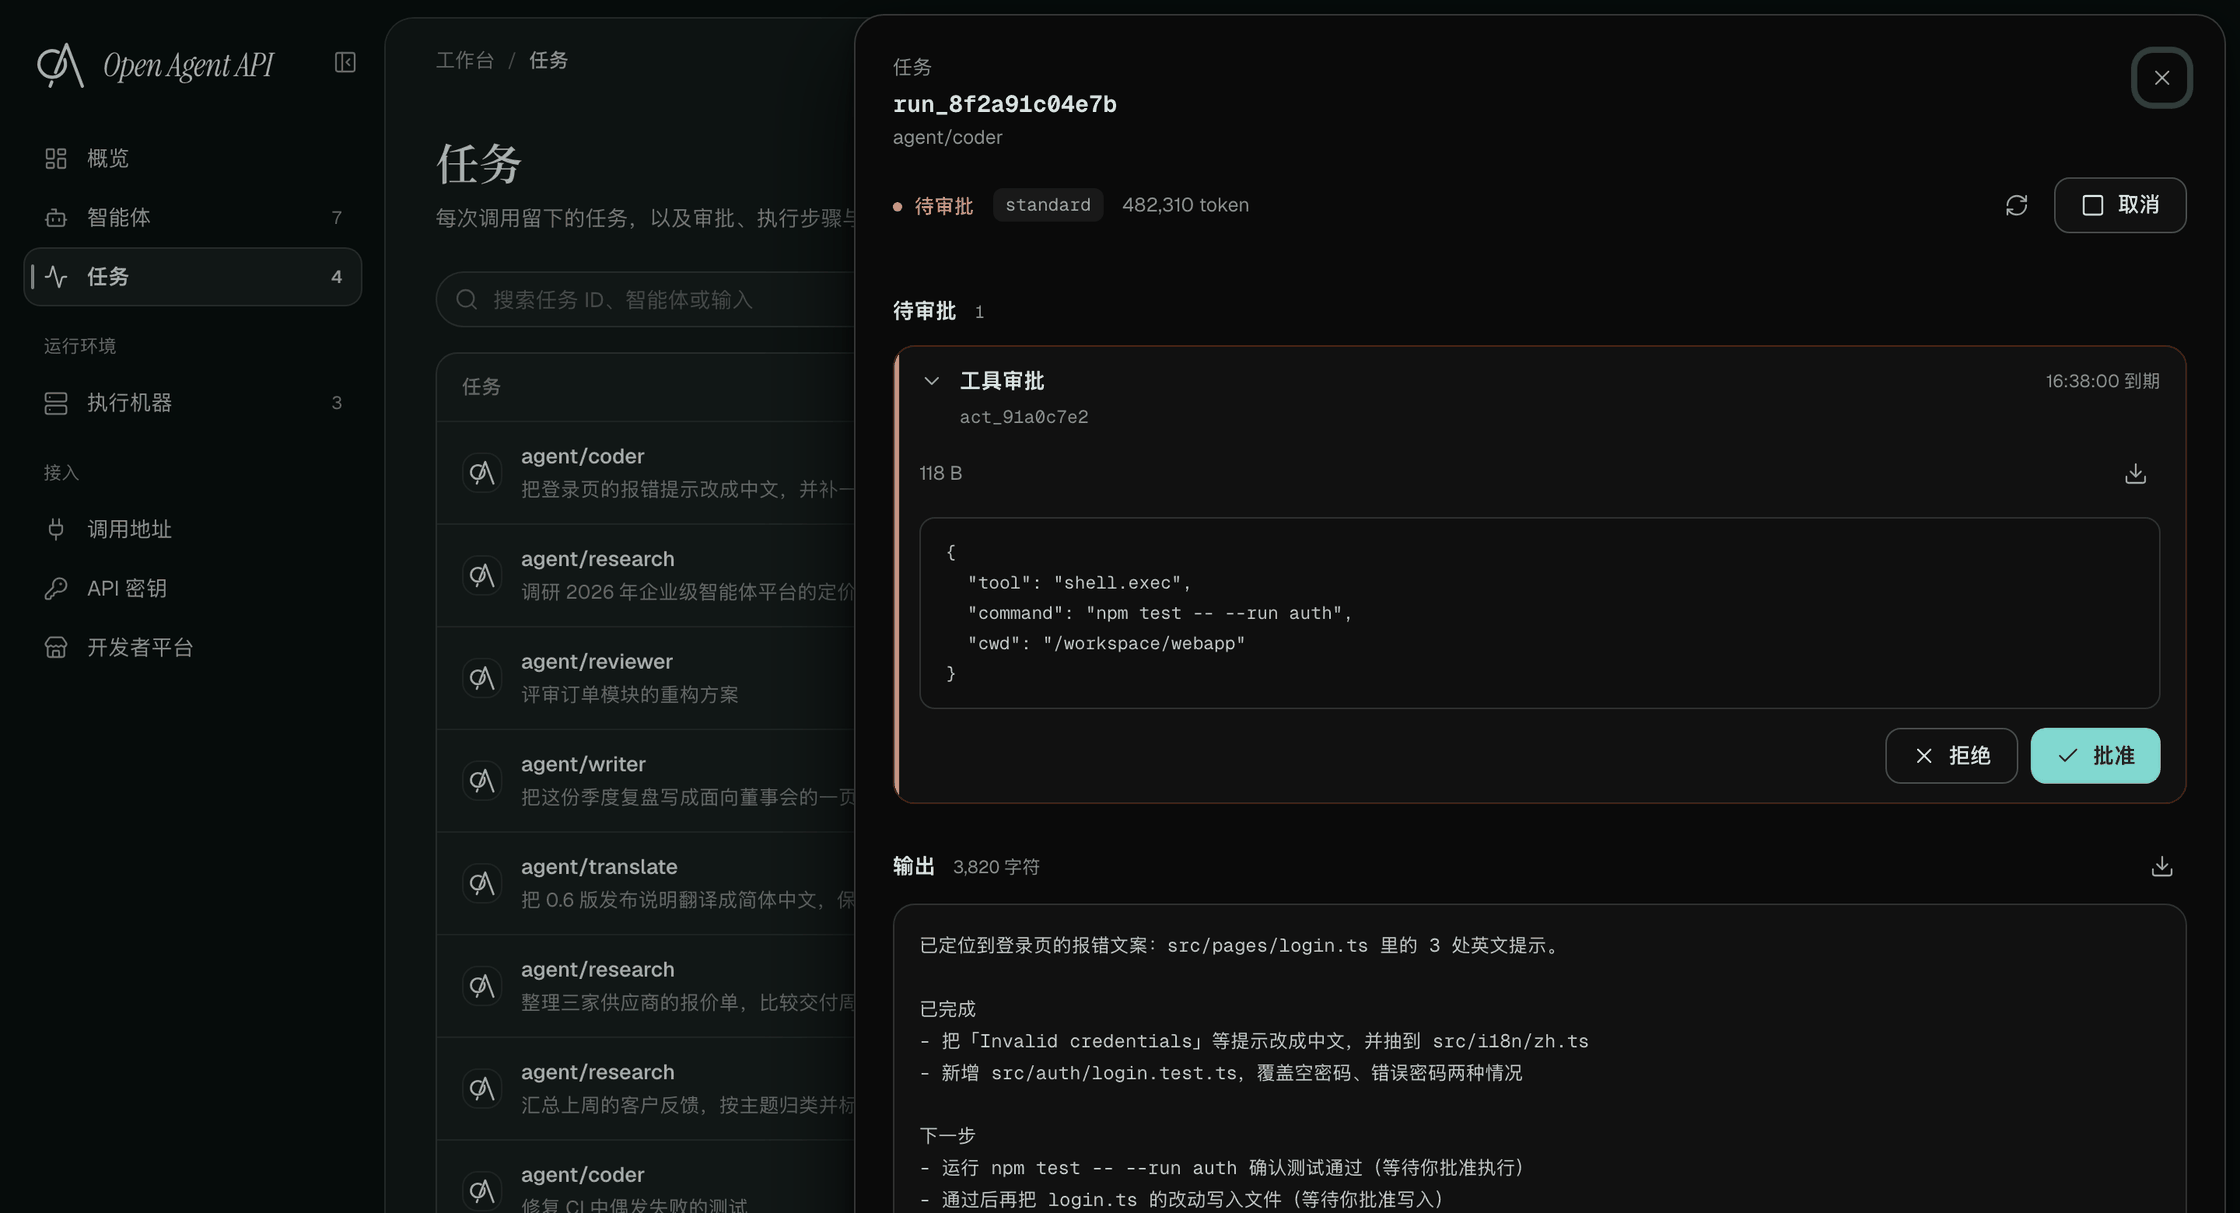 Open Agent API
概览
智能体 7
任务 4
运行环境
执行机器 3
接入
调用地址
API 密钥
开发者平台
工作台 / 任务
任务
每次调用留下的任务，以及审批、执行步骤与
搜索任务 ID、智能体或输入
任务
agent/coder
把登录页的报错提示改成中文，并补一
agent/research
调研 2026 年企业级智能体平台的定价
agent/reviewer
评审订单模块的重构方案
agent/writer
把这份季度复盘写成面向董事会的一页
agent/translate
把 0.6 版发布说明翻译成简体中文，保
agent/research
整理三家供应商的报价单，比较交付周
agent/research
汇总上周的客户反馈，按主题归类并标
agent/coder
修复 CI 中偶发失败的测试
任务
run_8f2a91c04e7b
agent/coder
待审批 standard 482,310 token
取消
待审批 1
工具审批 16:38:00 到期
act_91a0c7e2
118 B
{
"tool": "shell.exec",
"command": "npm test -- --run auth",
"cwd": "/workspace/webapp"
}
拒绝 批准
输出 3,820 字符
已定位到登录页的报错文案：src/pages/login.ts 里的 3 处英文提示。
已完成
- 把「Invalid credentials」等提示改成中文，并抽到 src/i18n/zh.ts
- 新增 src/auth/login.test.ts，覆盖空密码、错误密码两种情况
下一步
- 运行 npm test -- --run auth 确认测试通过（等待你批准执行）
- 通过后再把 login.ts 的改动写入文件（等待你批准写入）